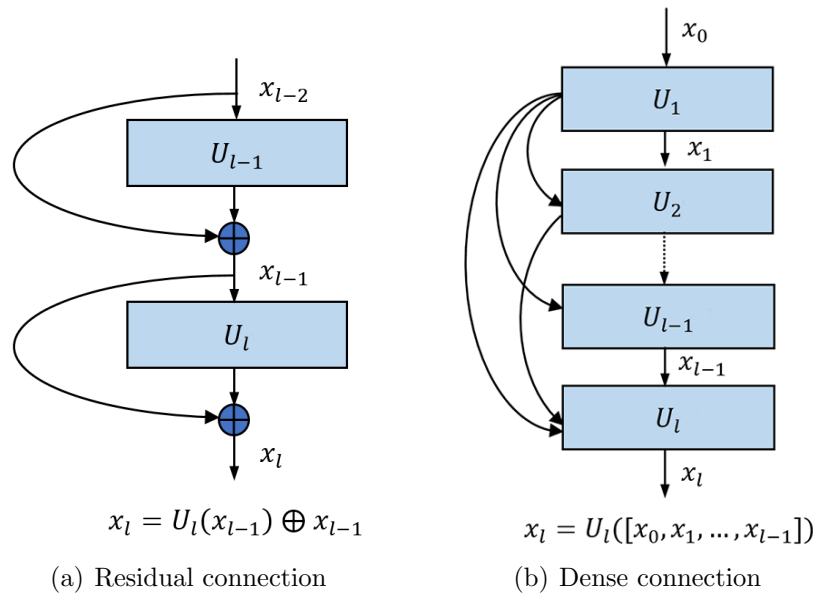 x_{l−2}
U_{l−1}
x_{l−1}
U_l
x_l
x_l = U_l(x_{l−1}) ⊕ x_{l−1}
(a) Residual connection
x_0
U_1
x_1
U_2
U_{l−1}
x_{l−1}
U_l
x_l
x_l = U_l([x_0, x_1, … , x_{l−1}])
(b) Dense connection